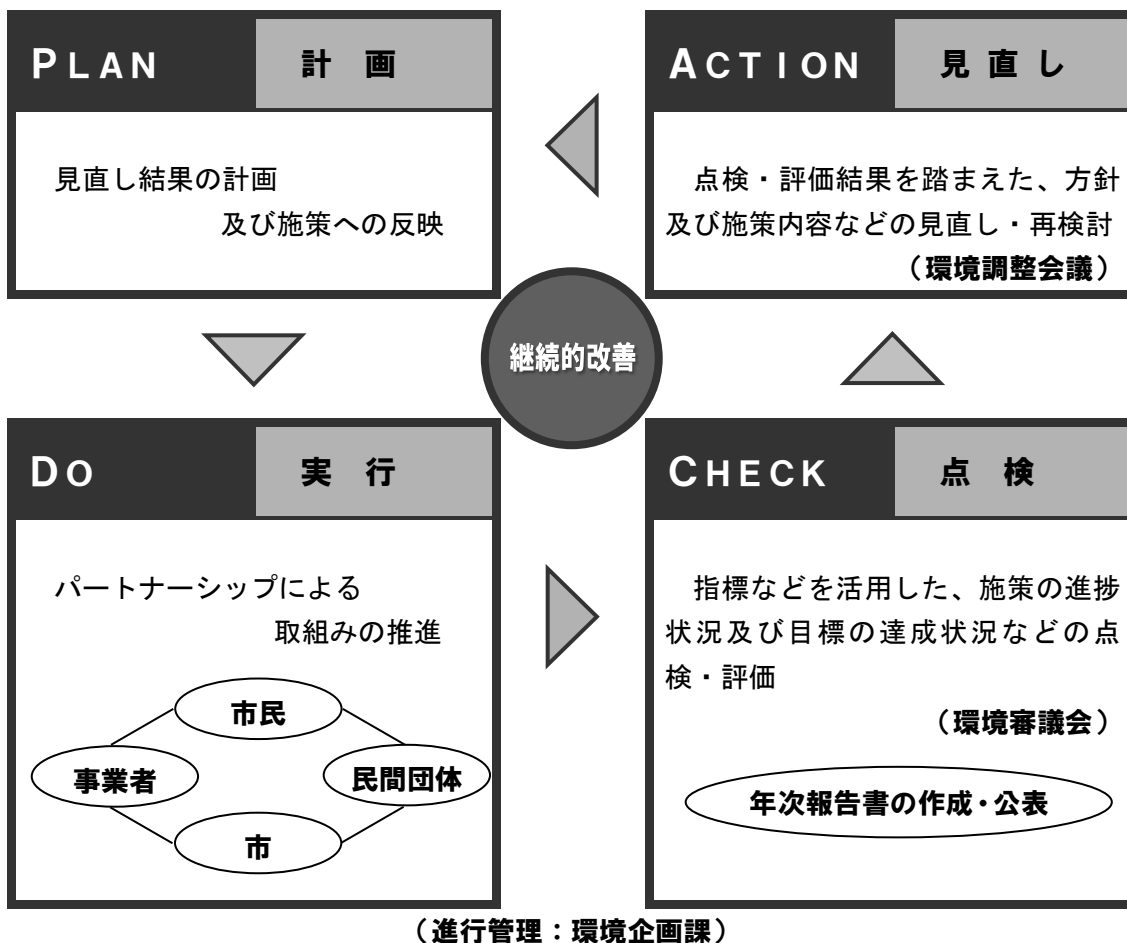 PLAN 計画
見直し結果の計画
及び施策への反映
ACTION 見直し
点検・評価結果を踏まえた、方針
及び施策内容などの見直し・再検討
（環境調整会議）
継続的改善
DO 実行
パートナーシップによる
取組みの推進
市民
事業者
民間団体
市
CHECK 点検
指標などを活用した、施策の進捗
状況及び目標の達成状況などの点
検・評価
（環境審議会）
年次報告書の作成・公表
（進行管理：環境企画課）